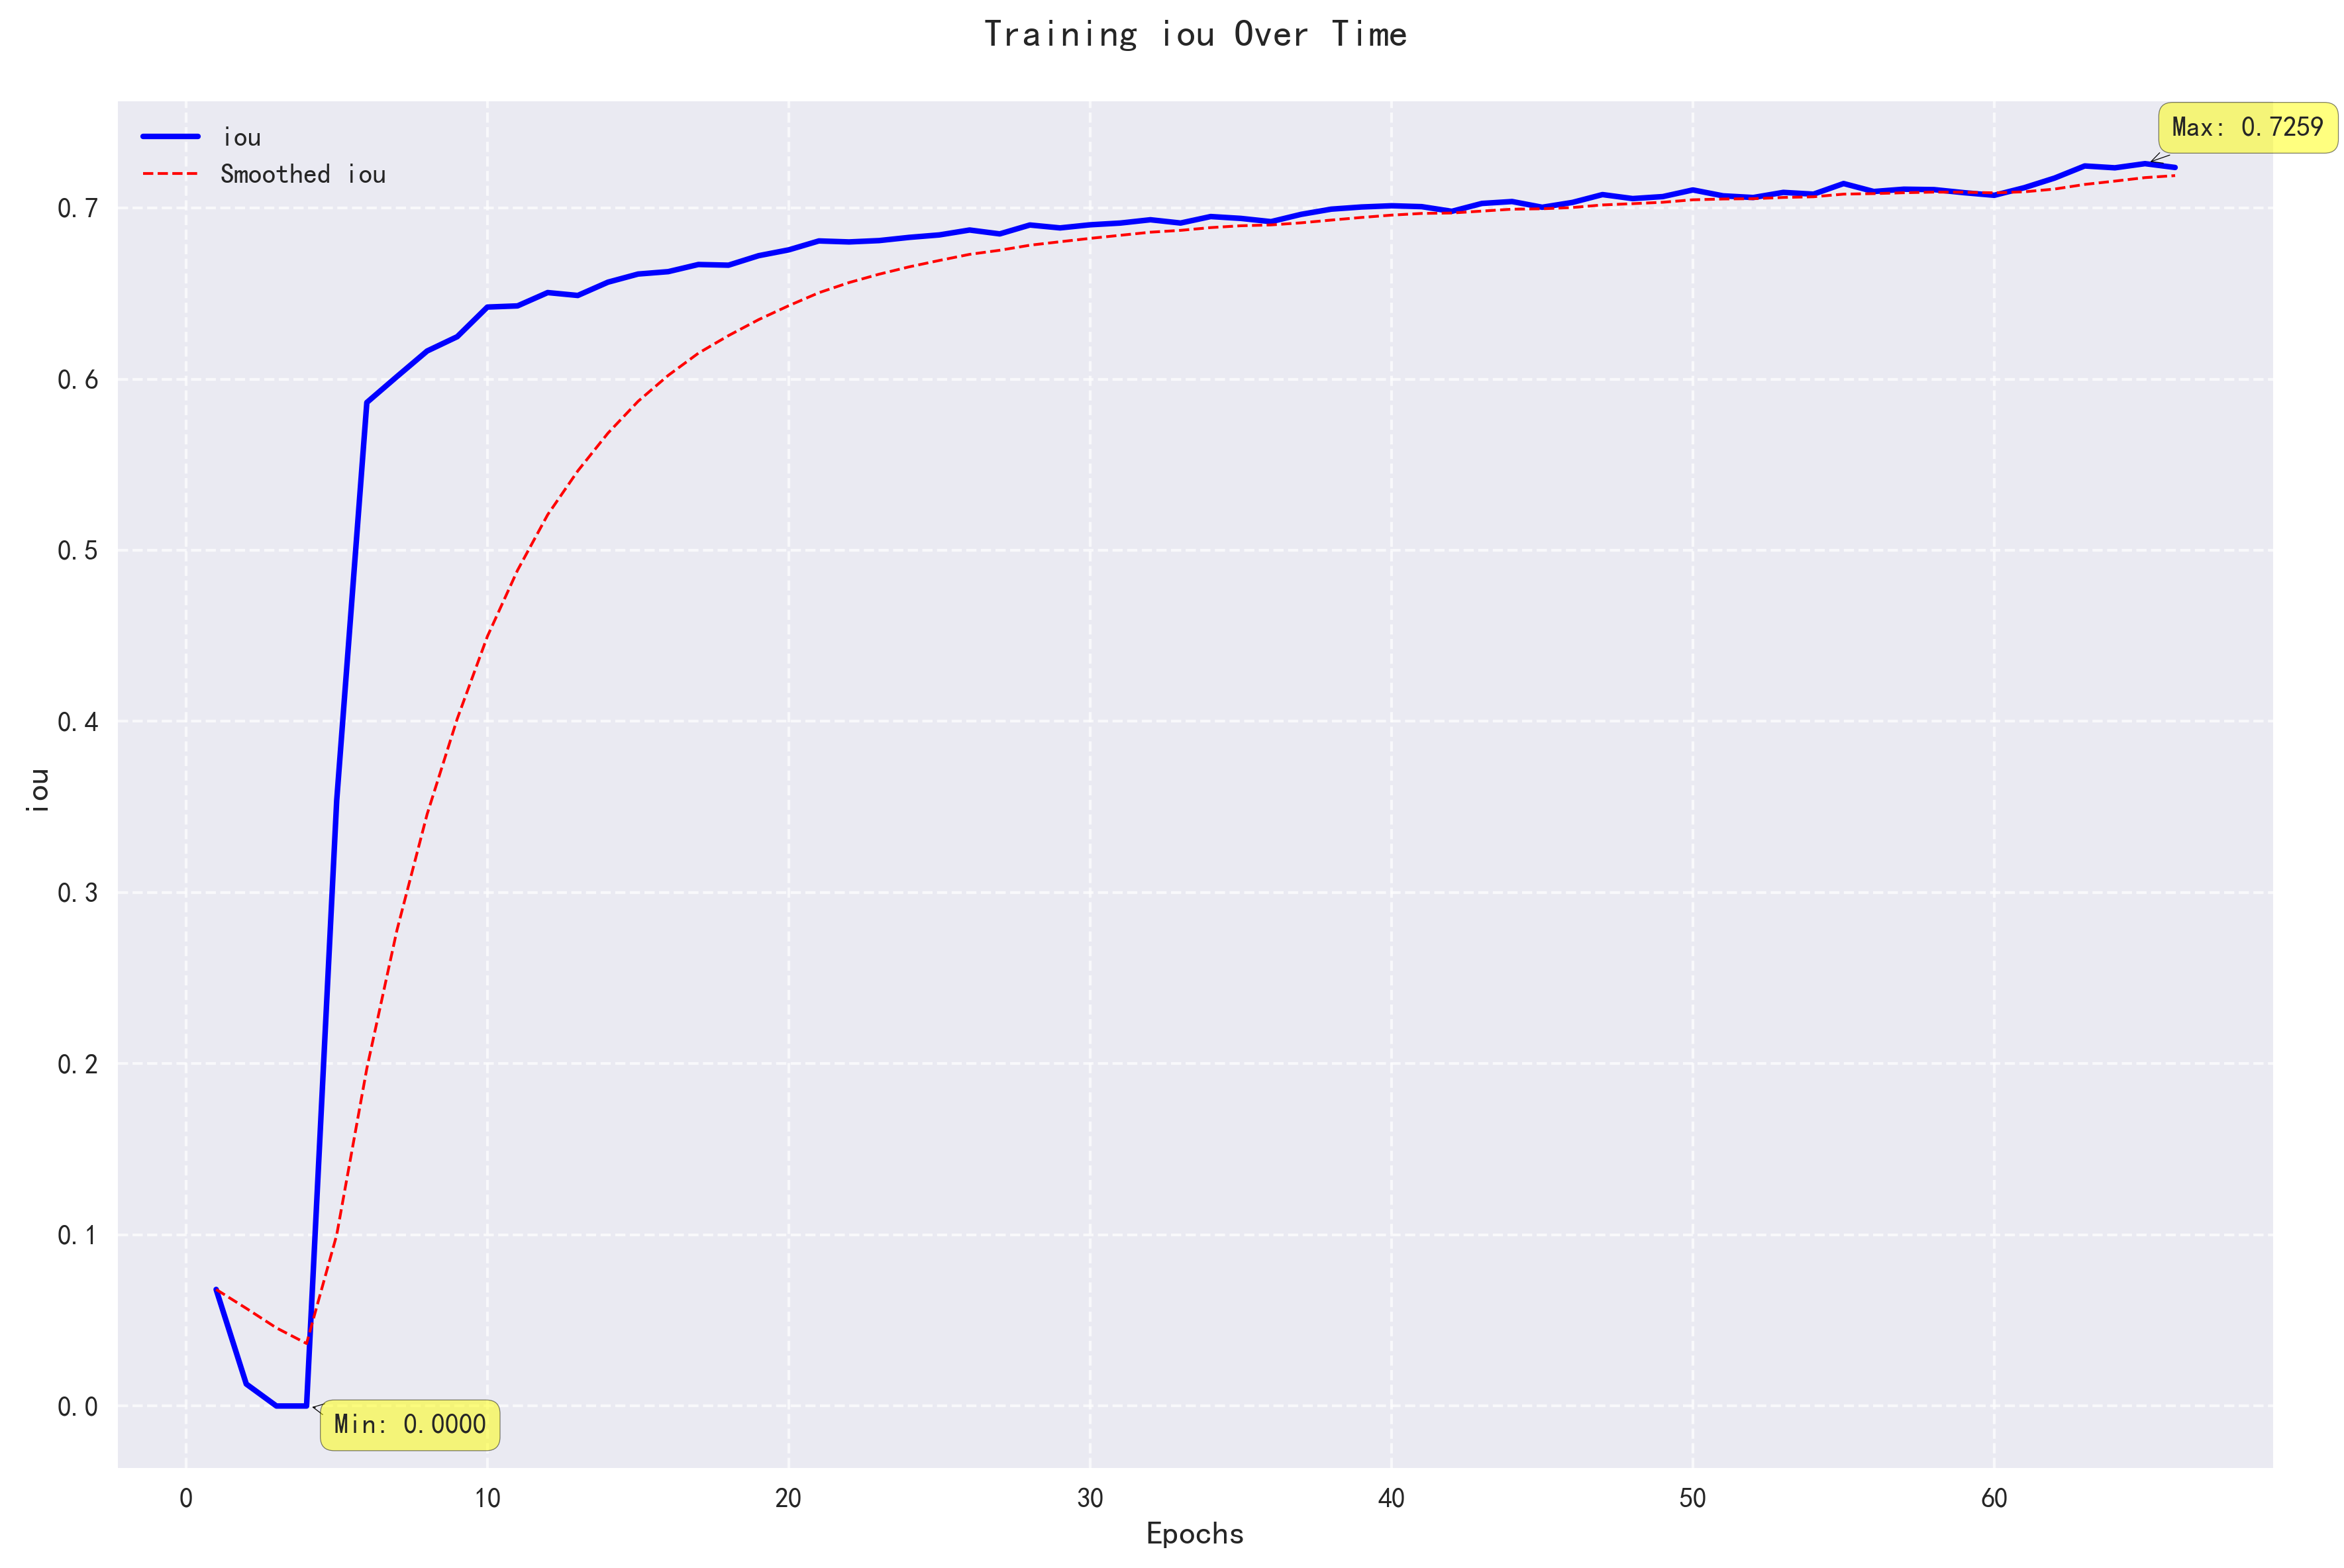 Training iou Over Time
iou
Smoothed iou
Max: 0.7259
0.7
0.6
0.5
0.4
0.3
0.2
0.1
0.0
iou
Min: 0.0000
0 10 20 30 40 50 60
Epochs